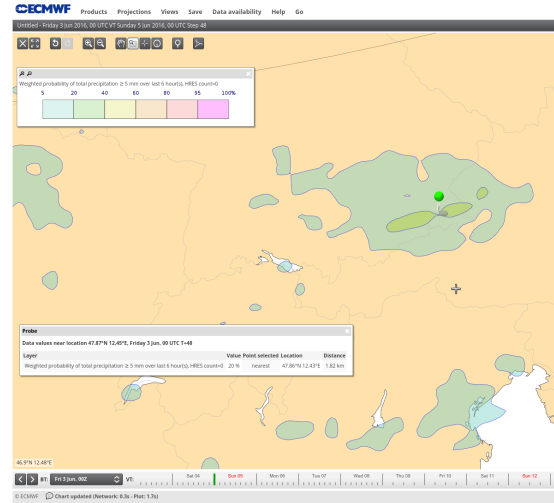 ECMWF Products Projections Views Save Data availability Help Go
Untitled - Friday 3 Jun 2016, 00 UTC VT Sunday 5 Jun 2016, 00 UTC Step 48
Weighted probability of total precipitation ≥ 5 mm over last 6 hour(s), HRES count=0
5 20 40 60 80 95 100%
Probe
Data values near location 47.87°N 12.45°E, Friday 3 Jun, 00 UTC T+48
Layer Value Point selected Location Distance
Weighted probability of total precipitation ≥ 5 mm over last 6 hour(s), HRES count=0 20 % nearest 47.86°N 12.43°E 1.82 km
46.9°N 12.48°E
BT: Fri 3 Jun, 00Z VT: Sat 04 Sun 05 Mon 06 Tue 07 Wed 08 Thu 09 Fri 10 Sat 11 Sun 12
© ECMWF Chart updated (Network: 0.3s - Plot: 1.7s)